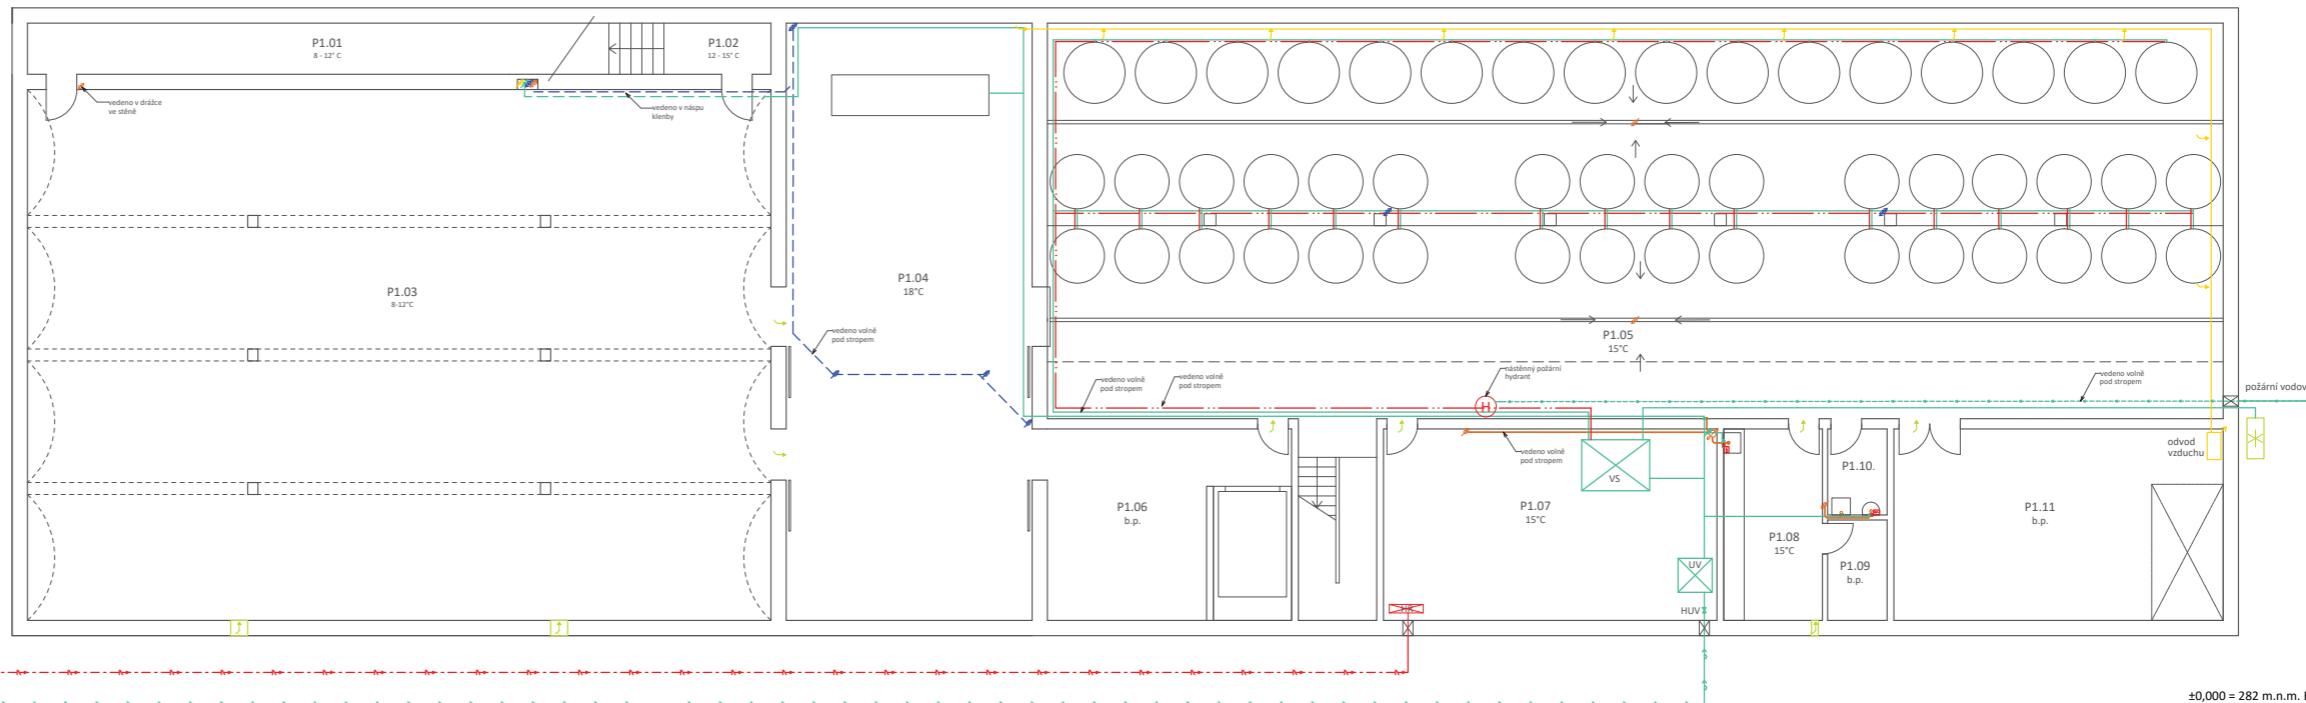 P1.01
8 - 12° C
P1.02
12 - 15° C
vedeno v drážce
ve stěně
vedeno v náspu
klenby
P1.03
8-12°C
P1.04
18°C
vedeno volně
pod stropem
P1.05
15°C
vedeno volně
pod stropem
vedeno volně
pod stropem
nástěnný požární
hydrant
H
vedeno volně
pod stropem
požární vodov
odvod
vzduchu
vedeno volně
pod stropem
VS
P1.06
b.p.
P1.07
15°C
P1.08
15°C
P1.09
b.p.
P1.10.
P1.11
b.p.
UV
HUV
±0,000 = 282 m.n.m.